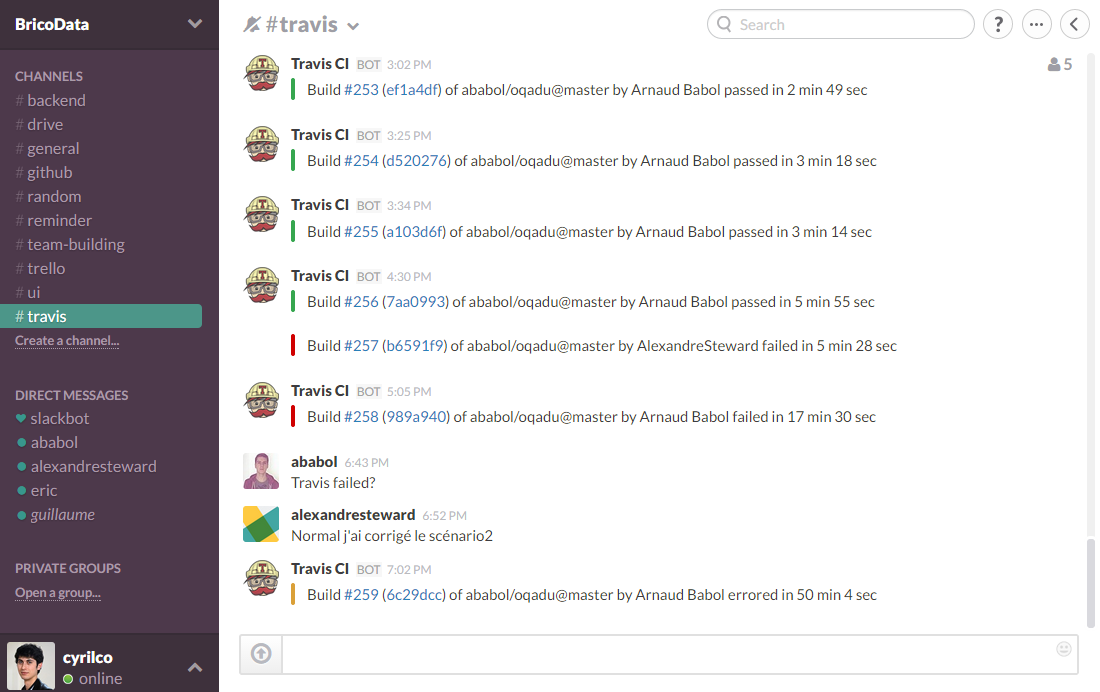 BricoData
CHANNELS
# backend
# drive
# general
# github
# random
# reminder
# team-building
# trello
# ui
# travis
Create a channel...
DIRECT MESSAGES
slackbot
ababol
alexandresteward
eric
guillaume
PRIVATE GROUPS
Open a group...
cyrilco
online
#travis
Search
?
5
Travis CI BOT 3:02 PM
Build #253 (ef1a4df) of ababol/oqadu@master by Arnaud Babol passed in 2 min 49 sec
Travis CI BOT 3:25 PM
Build #254 (d520276) of ababol/oqadu@master by Arnaud Babol passed in 3 min 18 sec
Travis CI BOT 3:34 PM
Build #255 (a103d6f) of ababol/oqadu@master by Arnaud Babol passed in 3 min 14 sec
Travis CI BOT 4:30 PM
Build #256 (7aa0993) of ababol/oqadu@master by Arnaud Babol passed in 5 min 55 sec
Build #257 (b6591f9) of ababol/oqadu@master by AlexandreSteward failed in 5 min 28 sec
Travis CI BOT 5:05 PM
Build #258 (989a940) of ababol/oqadu@master by Arnaud Babol failed in 17 min 30 sec
ababol 6:43 PM
Travis failed?
alexandresteward 6:52 PM
Normal j'ai corrigé le scénario2
Travis CI BOT 7:02 PM
Build #259 (6c29dcc) of ababol/oqadu@master by Arnaud Babol errored in 50 min 4 sec